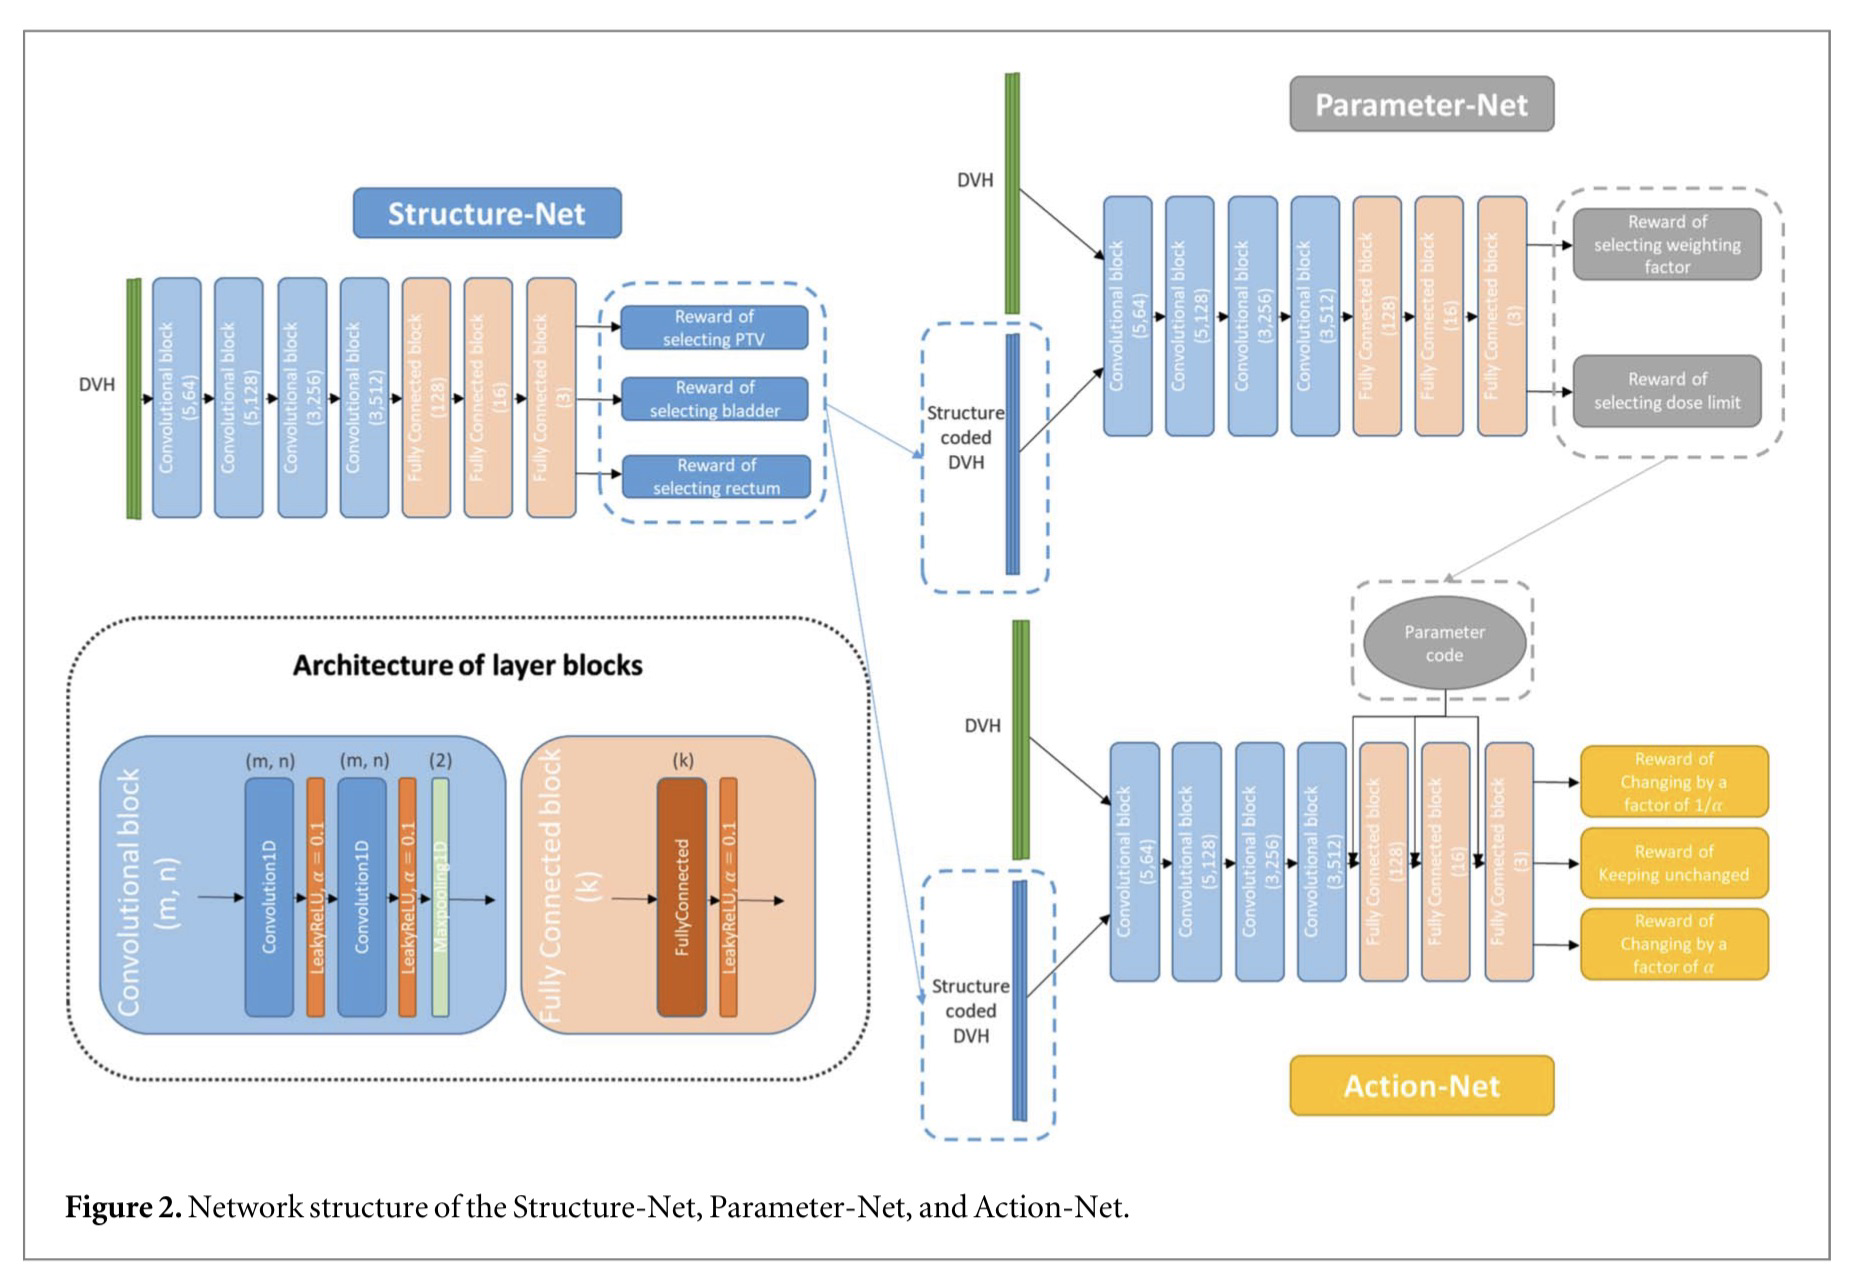 Structure-Net
DVH
Convolutional block
(5,64)
Convolutional block
(5,128)
Convolutional block
(3,256)
Convolutional block
(3,512)
Fully Connected block
(128)
Fully Connected block
(16)
Fully Connected block
(3)
Reward of
selecting PTV
Reward of
selecting bladder
Reward of
selecting rectum
Parameter-Net
DVH
Structure
coded
DVH
Convolutional block
(5,64)
Convolutional block
(5,128)
Convolutional block
(3,256)
Convolutional block
(3,512)
Fully Connected block
(128)
Fully Connected block
(16)
Fully Connected block
(3)
Reward of
selecting weighting
factor
Reward of
selecting dose limit
Architecture of layer blocks
Convolutional block
(m, n)
(m, n)
Convolution1D
LeakyReLU, α = 0.1
(m, n)
Convolution1D
LeakyReLU, α = 0.1
(2)
Maxpooling1D
Fully Connected block
(k)
(k)
FullyConnected
LeakyReLU, α = 0.1
Parameter
code
DVH
Structure
coded
DVH
Convolutional block
(5,64)
Convolutional block
(5,128)
Convolutional block
(3,256)
Convolutional block
(3,512)
Fully Connected block
(128)
Fully Connected block
(16)
Fully Connected block
(3)
Reward of
Changing by a
factor of 1/α
Reward of
Keeping unchanged
Reward of
Changing by a
factor of α
Action-Net
Figure 2. Network structure of the Structure-Net, Parameter-Net, and Action-Net.